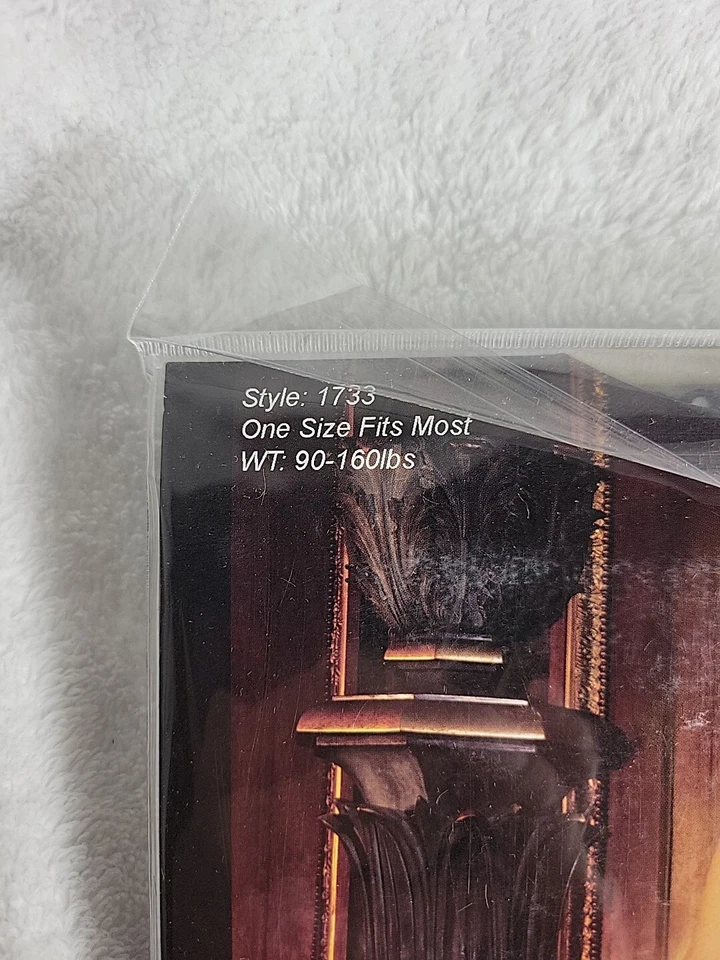 Style: 1733
One Size Fits Most
WT: 90-160lbs